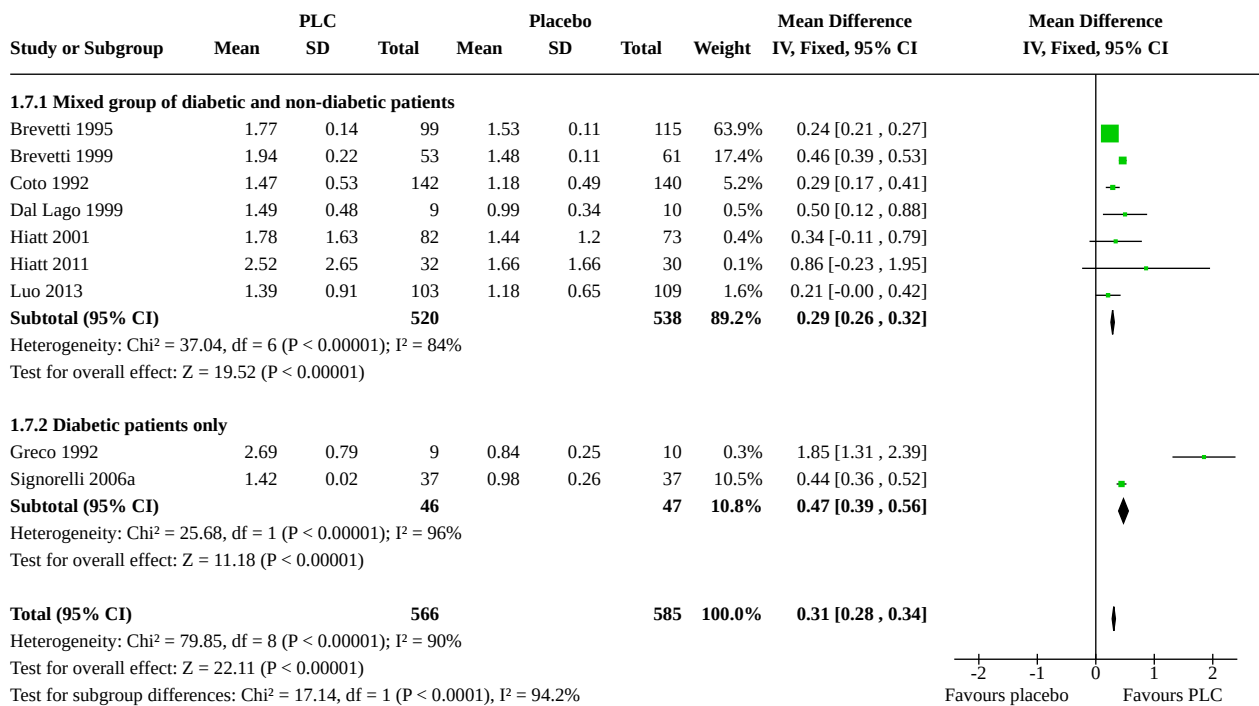 PLC Placebo Mean Difference Mean Difference
Study or Subgroup Mean SD Total Mean SD Total Weight IV, Fixed, 95% CI IV, Fixed, 95% CI
1.7.1 Mixed group of diabetic and non-diabetic patients
Brevetti 1995 1.77 0.14 99 1.53 0.11 115 63.9% 0.24 [0.21 , 0.27]
Brevetti 1999 1.94 0.22 53 1.48 0.11 61 17.4% 0.46 [0.39 , 0.53]
Coto 1992 1.47 0.53 142 1.18 0.49 140 5.2% 0.29 [0.17 , 0.41]
Dal Lago 1999 1.49 0.48 9 0.99 0.34 10 0.5% 0.50 [0.12 , 0.88]
Hiatt 2001 1.78 1.63 82 1.44 1.2 73 0.4% 0.34 [-0.11 , 0.79]
Hiatt 2011 2.52 2.65 32 1.66 1.66 30 0.1% 0.86 [-0.23 , 1.95]
Luo 2013 1.39 0.91 103 1.18 0.65 109 1.6% 0.21 [-0.00 , 0.42]
Subtotal (95% CI) 520 538 89.2% 0.29 [0.26 , 0.32]
Heterogeneity: Chi² = 37.04, df = 6 (P < 0.00001); I² = 84%
Test for overall effect: Z = 19.52 (P < 0.00001)
1.7.2 Diabetic patients only
Greco 1992 2.69 0.79 9 0.84 0.25 10 0.3% 1.85 [1.31 , 2.39]
Signorelli 2006a 1.42 0.02 37 0.98 0.26 37 10.5% 0.44 [0.36 , 0.52]
Subtotal (95% CI) 46 47 10.8% 0.47 [0.39 , 0.56]
Heterogeneity: Chi² = 25.68, df = 1 (P < 0.00001); I² = 96%
Test for overall effect: Z = 11.18 (P < 0.00001)
Total (95% CI) 566 585 100.0% 0.31 [0.28 , 0.34]
Heterogeneity: Chi² = 79.85, df = 8 (P < 0.00001); I² = 90%
Test for overall effect: Z = 22.11 (P < 0.00001)
-2 -1 0 1 2
Test for subgroup differences: Chi² = 17.14, df = 1 (P < 0.0001), I² = 94.2%
Favours placebo Favours PLC